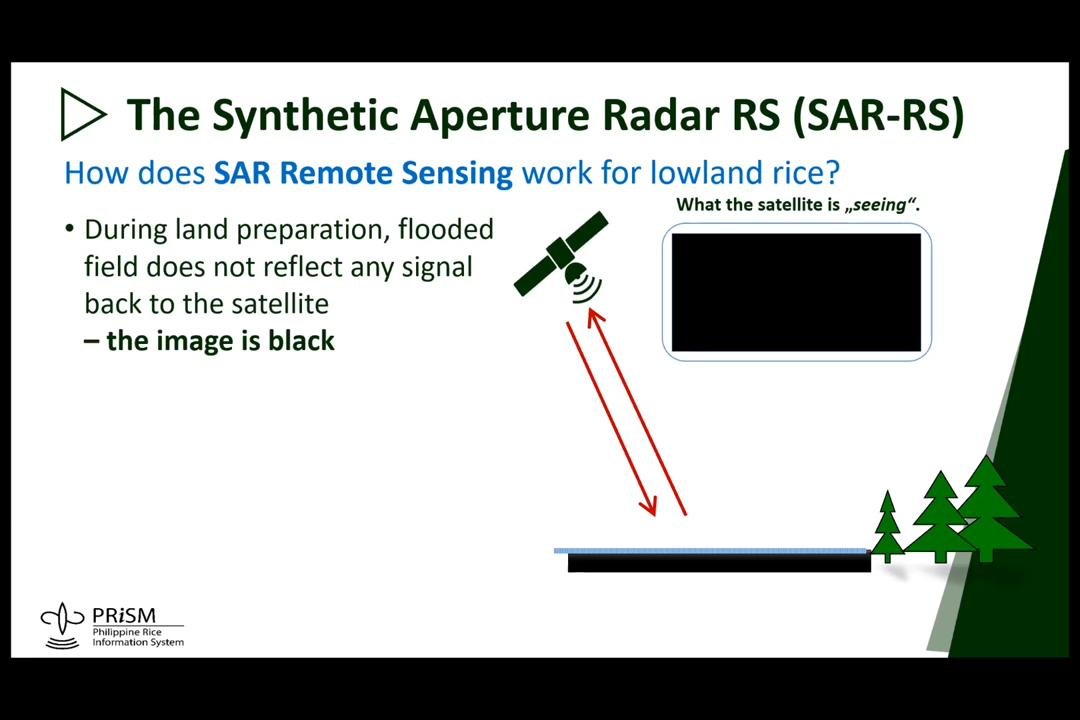 The Synthetic Aperture Radar RS (SAR-RS)
How does SAR Remote Sensing work for lowland rice?
What the satellite is „seeing“.
• During land preparation, flooded
field does not reflect any signal
back to the satellite
– the image is black
PRiSM
Philippine Rice
Information System